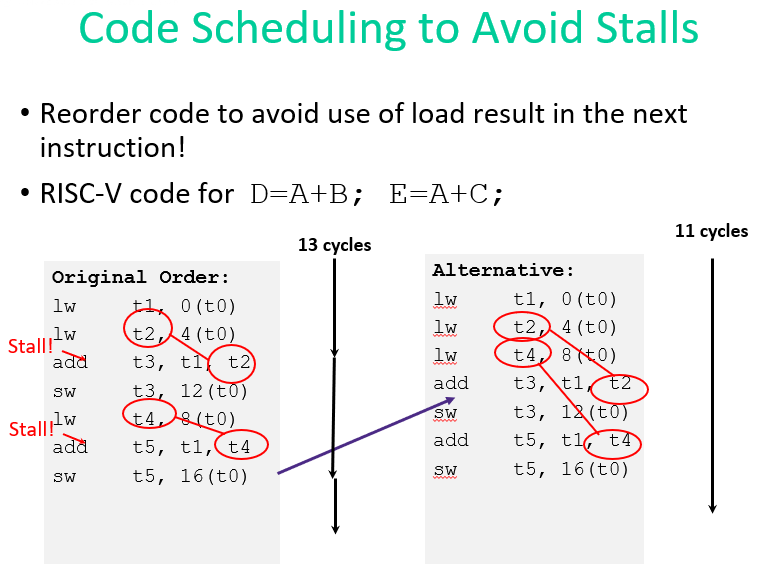 Code Scheduling to Avoid Stalls
• Reorder code to avoid use of load result in the next
instruction!
• RISC-V code for D=A+B; E=A+C;
13 cycles
11 cycles
Original Order:
lw t1, 0(t0)
lw t2, 4(t0)
Stall!
add t3, t1, t2
sw t3, 12(t0)
lw t4, 8(t0)
Stall!
add t5, t1, t4
sw t5, 16(t0)
Alternative:
lw t1, 0(t0)
lw t2, 4(t0)
lw t4, 8(t0)
add t3, t1, t2
sw t3, 12(t0)
add t5, t1, t4
sw t5, 16(t0)